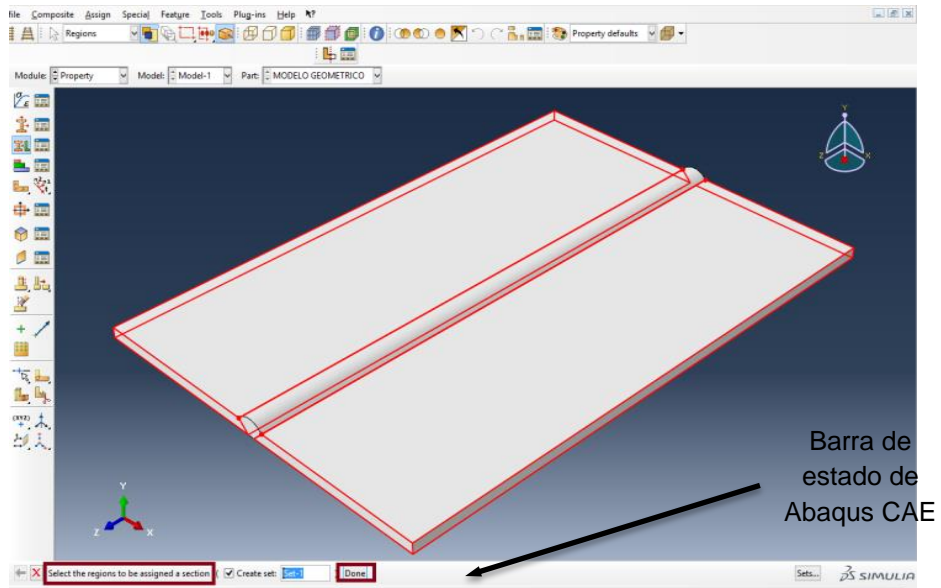 file Composite Assign Special Feature Tools Plug-ins Help
Regions Property defaults
Module: Property Model: Model-1 Part: MODELO GEOMETRICO
Y
Z X
Barra de
estado de
Abaqus CAE
Y
Z X
Select the regions to be assigned a section ( Create set: Set-1 ) Done Sets... SIMULIA